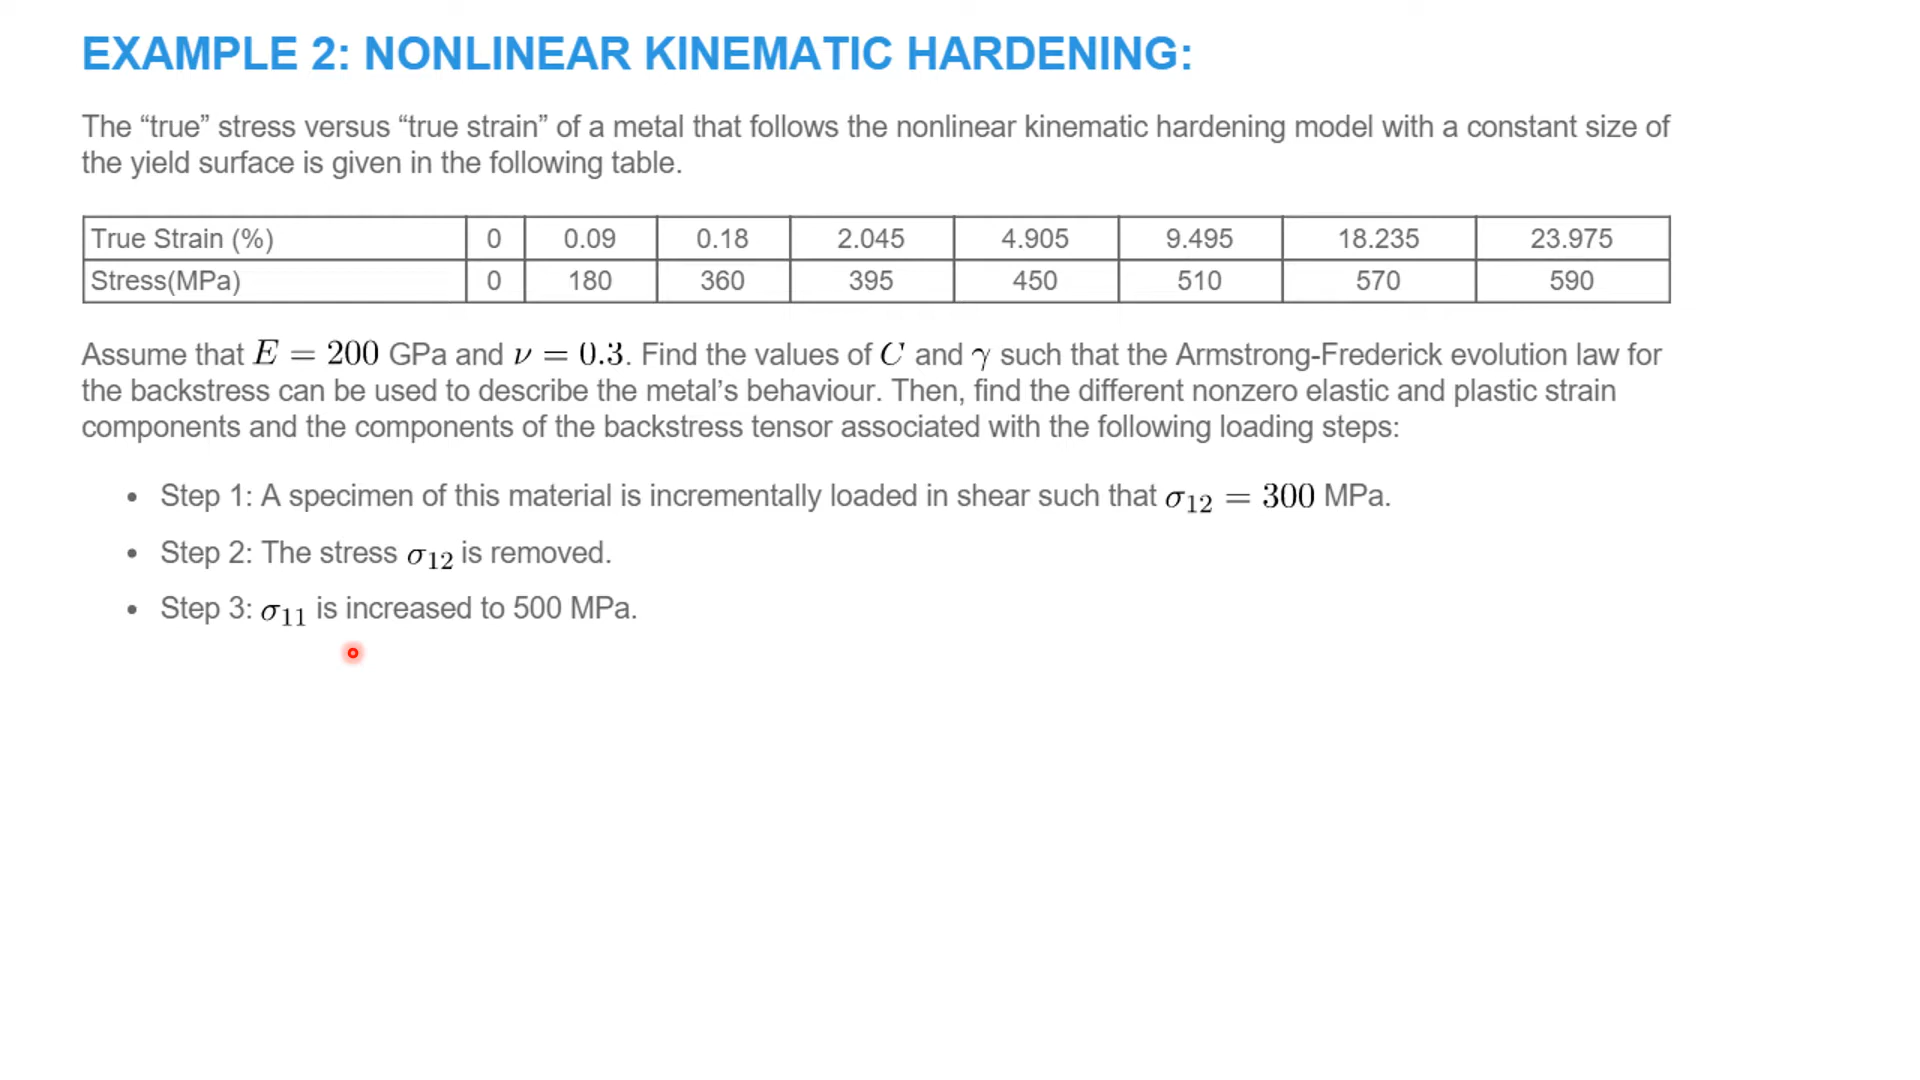 EXAMPLE 2: NONLINEAR KINEMATIC HARDENING:
The “true” stress versus “true strain” of a metal that follows the nonlinear kinematic hardening model with a constant size of
the yield surface is given in the following table.
True Strain (%) 0 0.09 0.18 2.045 4.905 9.495 18.235 23.975
Stress(MPa) 0 180 360 395 450 510 570 590
Assume that E = 200 GPa and ν = 0.3. Find the values of C and γ such that the Armstrong-Frederick evolution law for
the backstress can be used to describe the metal’s behaviour. Then, find the different nonzero elastic and plastic strain
components and the components of the backstress tensor associated with the following loading steps:
• Step 1: A specimen of this material is incrementally loaded in shear such that σ₁₂ = 300 MPa.
• Step 2: The stress σ₁₂ is removed.
• Step 3: σ₁₁ is increased to 500 MPa.